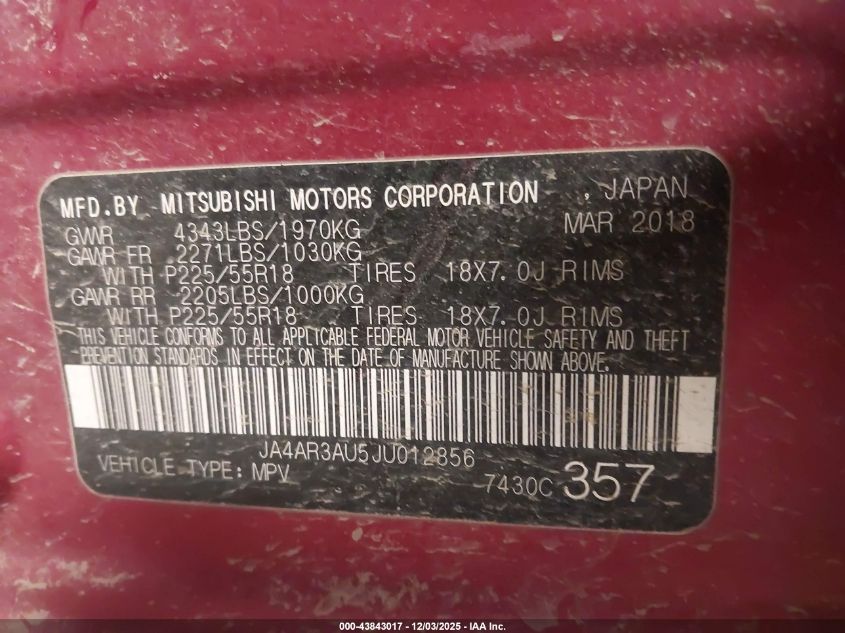 MFD.BY MITSUBISHI MOTORS CORPORATION , JAPAN
MAR 2018
GVWR 4343LBS/1970KG
GAWR FR 2271LBS/1030KG
WITH P225/55R18 TIRES 18X7.0J RIMS
GAWR RR 2205LBS/1000KG
WITH P225/55R18 TIRES 18X7.0J RIMS
THIS VEHICLE CONFORMS TO ALL APPLICABLE FEDERAL MOTOR VEHICLE SAFETY AND THEFT
PREVENTION STANDARDS IN EFFECT ON THE DATE OF MANUFACTURE SHOWN ABOVE.
JA4AR3AU5JU012856
VEHICLE TYPE: MPV 7430C 357
000-43843017 - 12/03/2025 - IAA Inc.